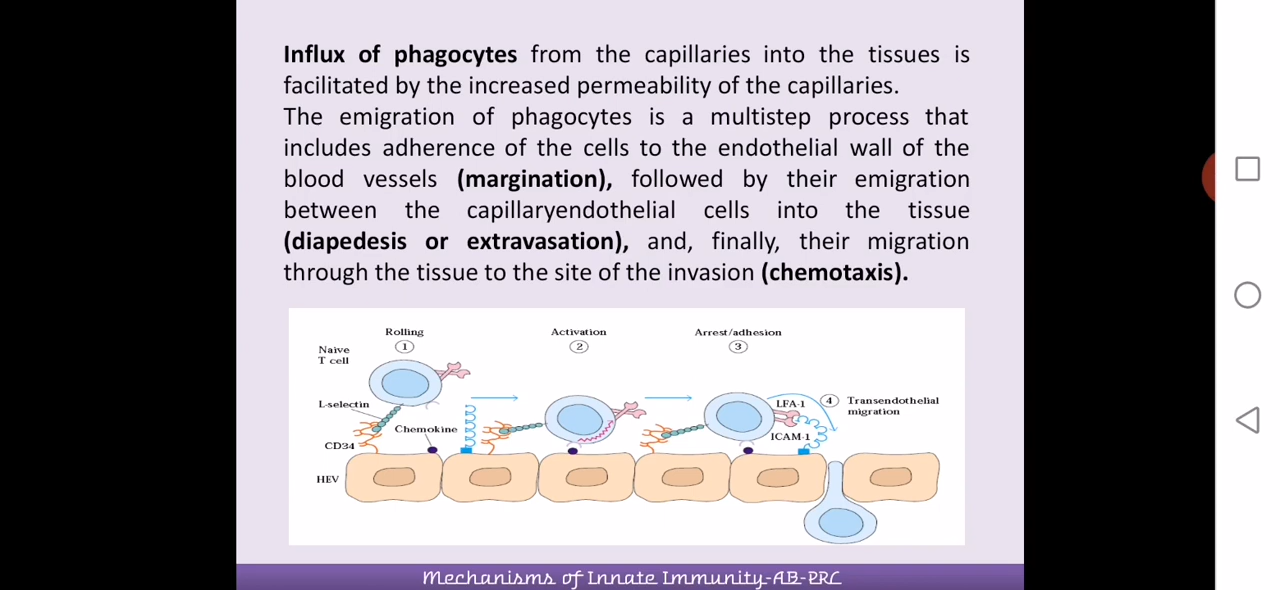 Influx of phagocytes from the capillaries into the tissues is
facilitated by the increased permeability of the capillaries.
The emigration of phagocytes is a multistep process that
includes adherence of the cells to the endothelial wall of the
blood vessels (margination), followed by their emigration
between the capillaryendothelial cells into the tissue
(diapedesis or extravasation), and, finally, their migration
through the tissue to the site of the invasion (chemotaxis).
Rolling
1
Activation
2
Arrest/adhesion
3
Naive
T cell
L-selectin
Chemokine
CD34
HEV
LFA-1
ICAM-1
4 Transendothelial
migration
Mechanisms of Innate Immunity-AB-PRC